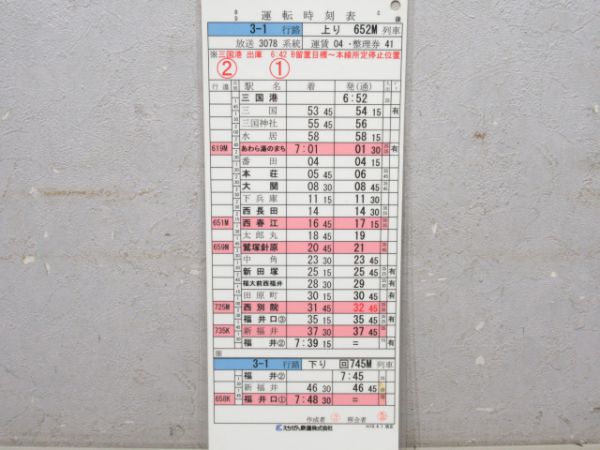 運転時刻表
3-1 行路 上り 652M 列車
放送 3078 系統 運賃 04 ・整理券 41
※三国港 出庫 6:42 B留置目標～本線所定停止位置
② ①
行違 駅名 着 発(通)
三国港 6:52
三国 53 45 54 15 有
三国神社 55 45 56
水居 58 58 15
619M あわら湯のまち 7:01 01 30 有
番田 04 04 15
本荘 05 45 06
大関 08 30 08 45
下兵庫 11 15 11 30
西長田 14 14 30
651M 西春江 16 45 17 15
太郎丸 18 45 19
659M 鷲塚針原 20 45 21
中角 23 30 23 45
新田塚 25 15 25 45 有
福大前西福井 28 30 29 有
田原町 30 15 30 45 有
725M 西別院 31 45 32 45
福井口③ 35 15 35 45 有
735K 新福井 37 30 37 45
福井② 7:39 15 =
3-1 行路 下り 回745M 列車
福井② 7:45
新福井 46 30 46 45
658K 福井口① 7:48 30 =
作成者 照合者
えちぜん鉄道株式会社